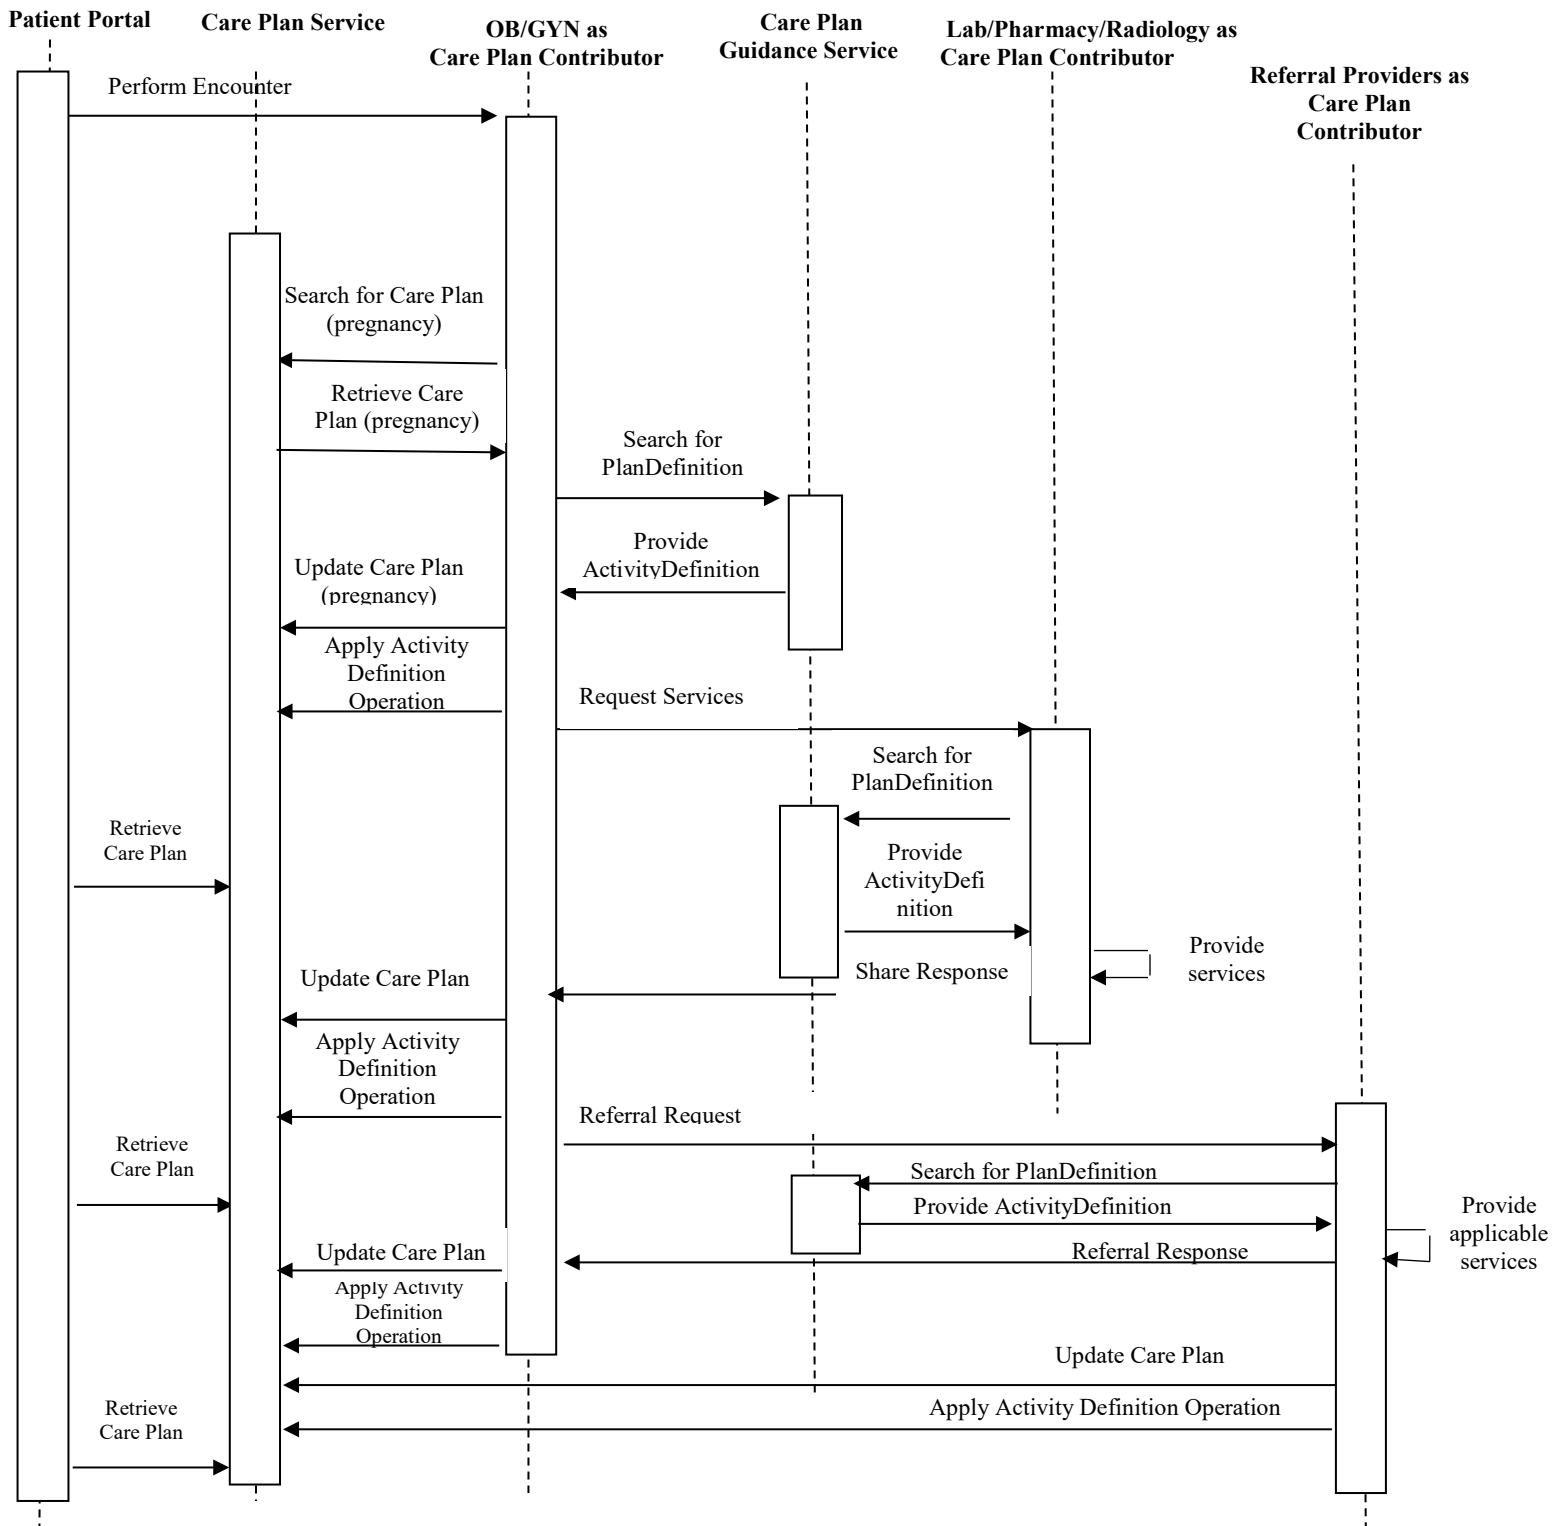 Patient Portal
Care Plan Service
OB/GYN as
Care Plan Contributor
Care Plan
Guidance Service
Lab/Pharmacy/Radiology as
Care Plan Contributor
Referral Providers as
Care Plan
Contributor
Perform Encounter
Search for Care Plan
(pregnancy)
Retrieve Care
Plan (pregnancy)
Search for
PlanDefinition
Provide
ActivityDefinition
Update Care Plan
(pregnancy)
Apply Activity
Definition
Operation
Request Services
Search for
PlanDefinition
Retrieve
Care Plan
Provide
ActivityDefi
nition
Provide
services
Share Response
Update Care Plan
Apply Activity
Definition
Operation
Referral Request
Retrieve
Care Plan
Search for PlanDefinition
Provide ActivityDefinition
Provide
applicable
services
Referral Response
Update Care Plan
Apply Activity
Definition
Operation
Update Care Plan
Apply Activity Definition Operation
Retrieve
Care Plan